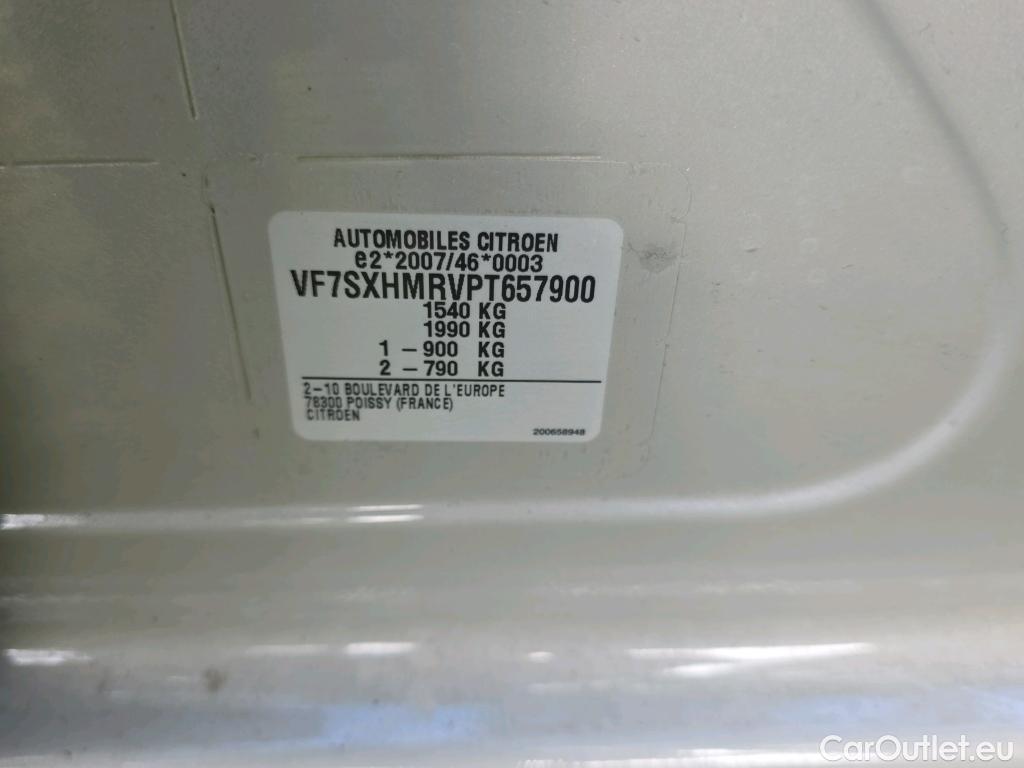 AUTOMOBILES CITROEN
e2*2007/46*0003
VF7SXHMRVPT657900
1540 KG
1990 KG
1 – 900 KG
2 – 790 KG
2–10 BOULEVARD DE L'EUROPE
78300 POISSY (FRANCE)
CITROEN
200658948
CarOutlet.eu